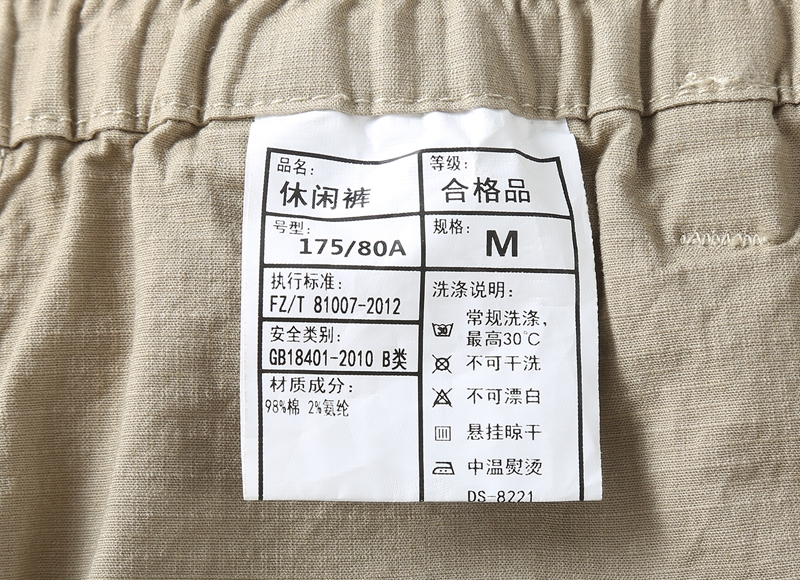 品名：
休闲裤
等级：
合格品
号型：
175/80A
规格：
M
执行标准：
FZ/T 81007-2012
安全类别：
GB18401-2010 B类
材质成分：
98%棉 2%氨纶
洗涤说明：
常规洗涤，
最高30℃
不可干洗
不可漂白
悬挂晾干
中温熨烫
DS-8221